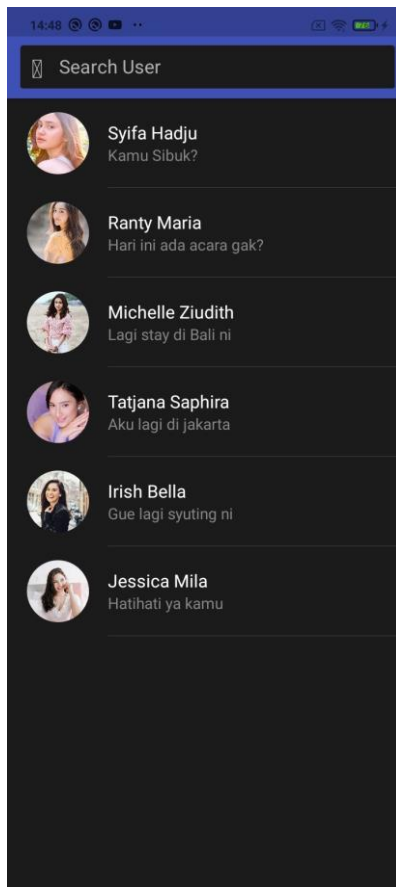 14:48
Search User
Syifa Hadju
Kamu Sibuk?
Ranty Maria
Hari ini ada acara gak?
Michelle Ziudith
Lagi stay di Bali ni
Tatjana Saphira
Aku lagi di jakarta
Irish Bella
Gue lagi syuting ni
Jessica Mila
Hatihati ya kamu